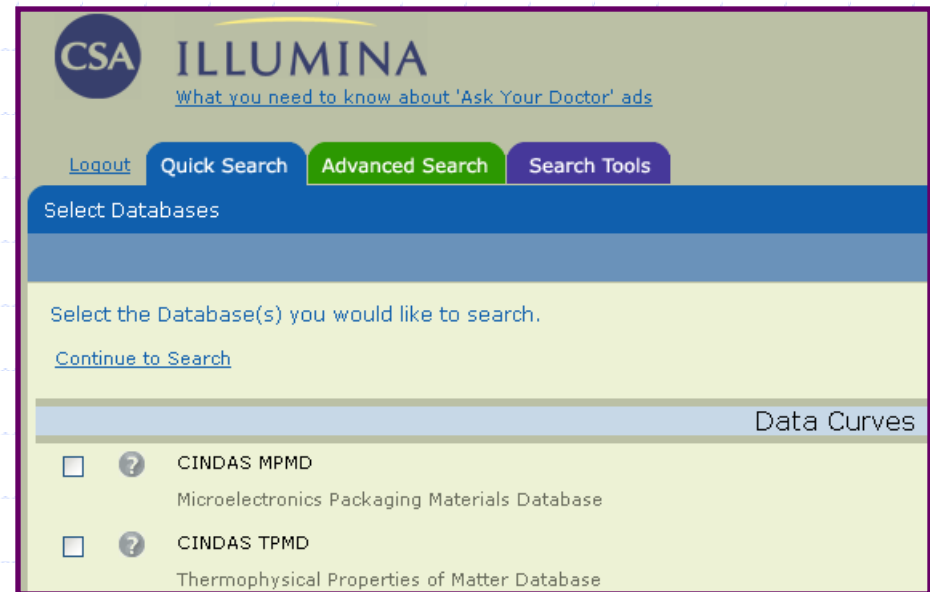 CSA ILLUMINA
What you need to know about 'Ask Your Doctor' ads
Logout Quick Search Advanced Search Search Tools
Select Databases
Select the Database(s) you would like to search.
Continue to Search
Data Curves
? CINDAS MPMD
Microelectronics Packaging Materials Database
? CINDAS TPMD
Thermophysical Properties of Matter Database